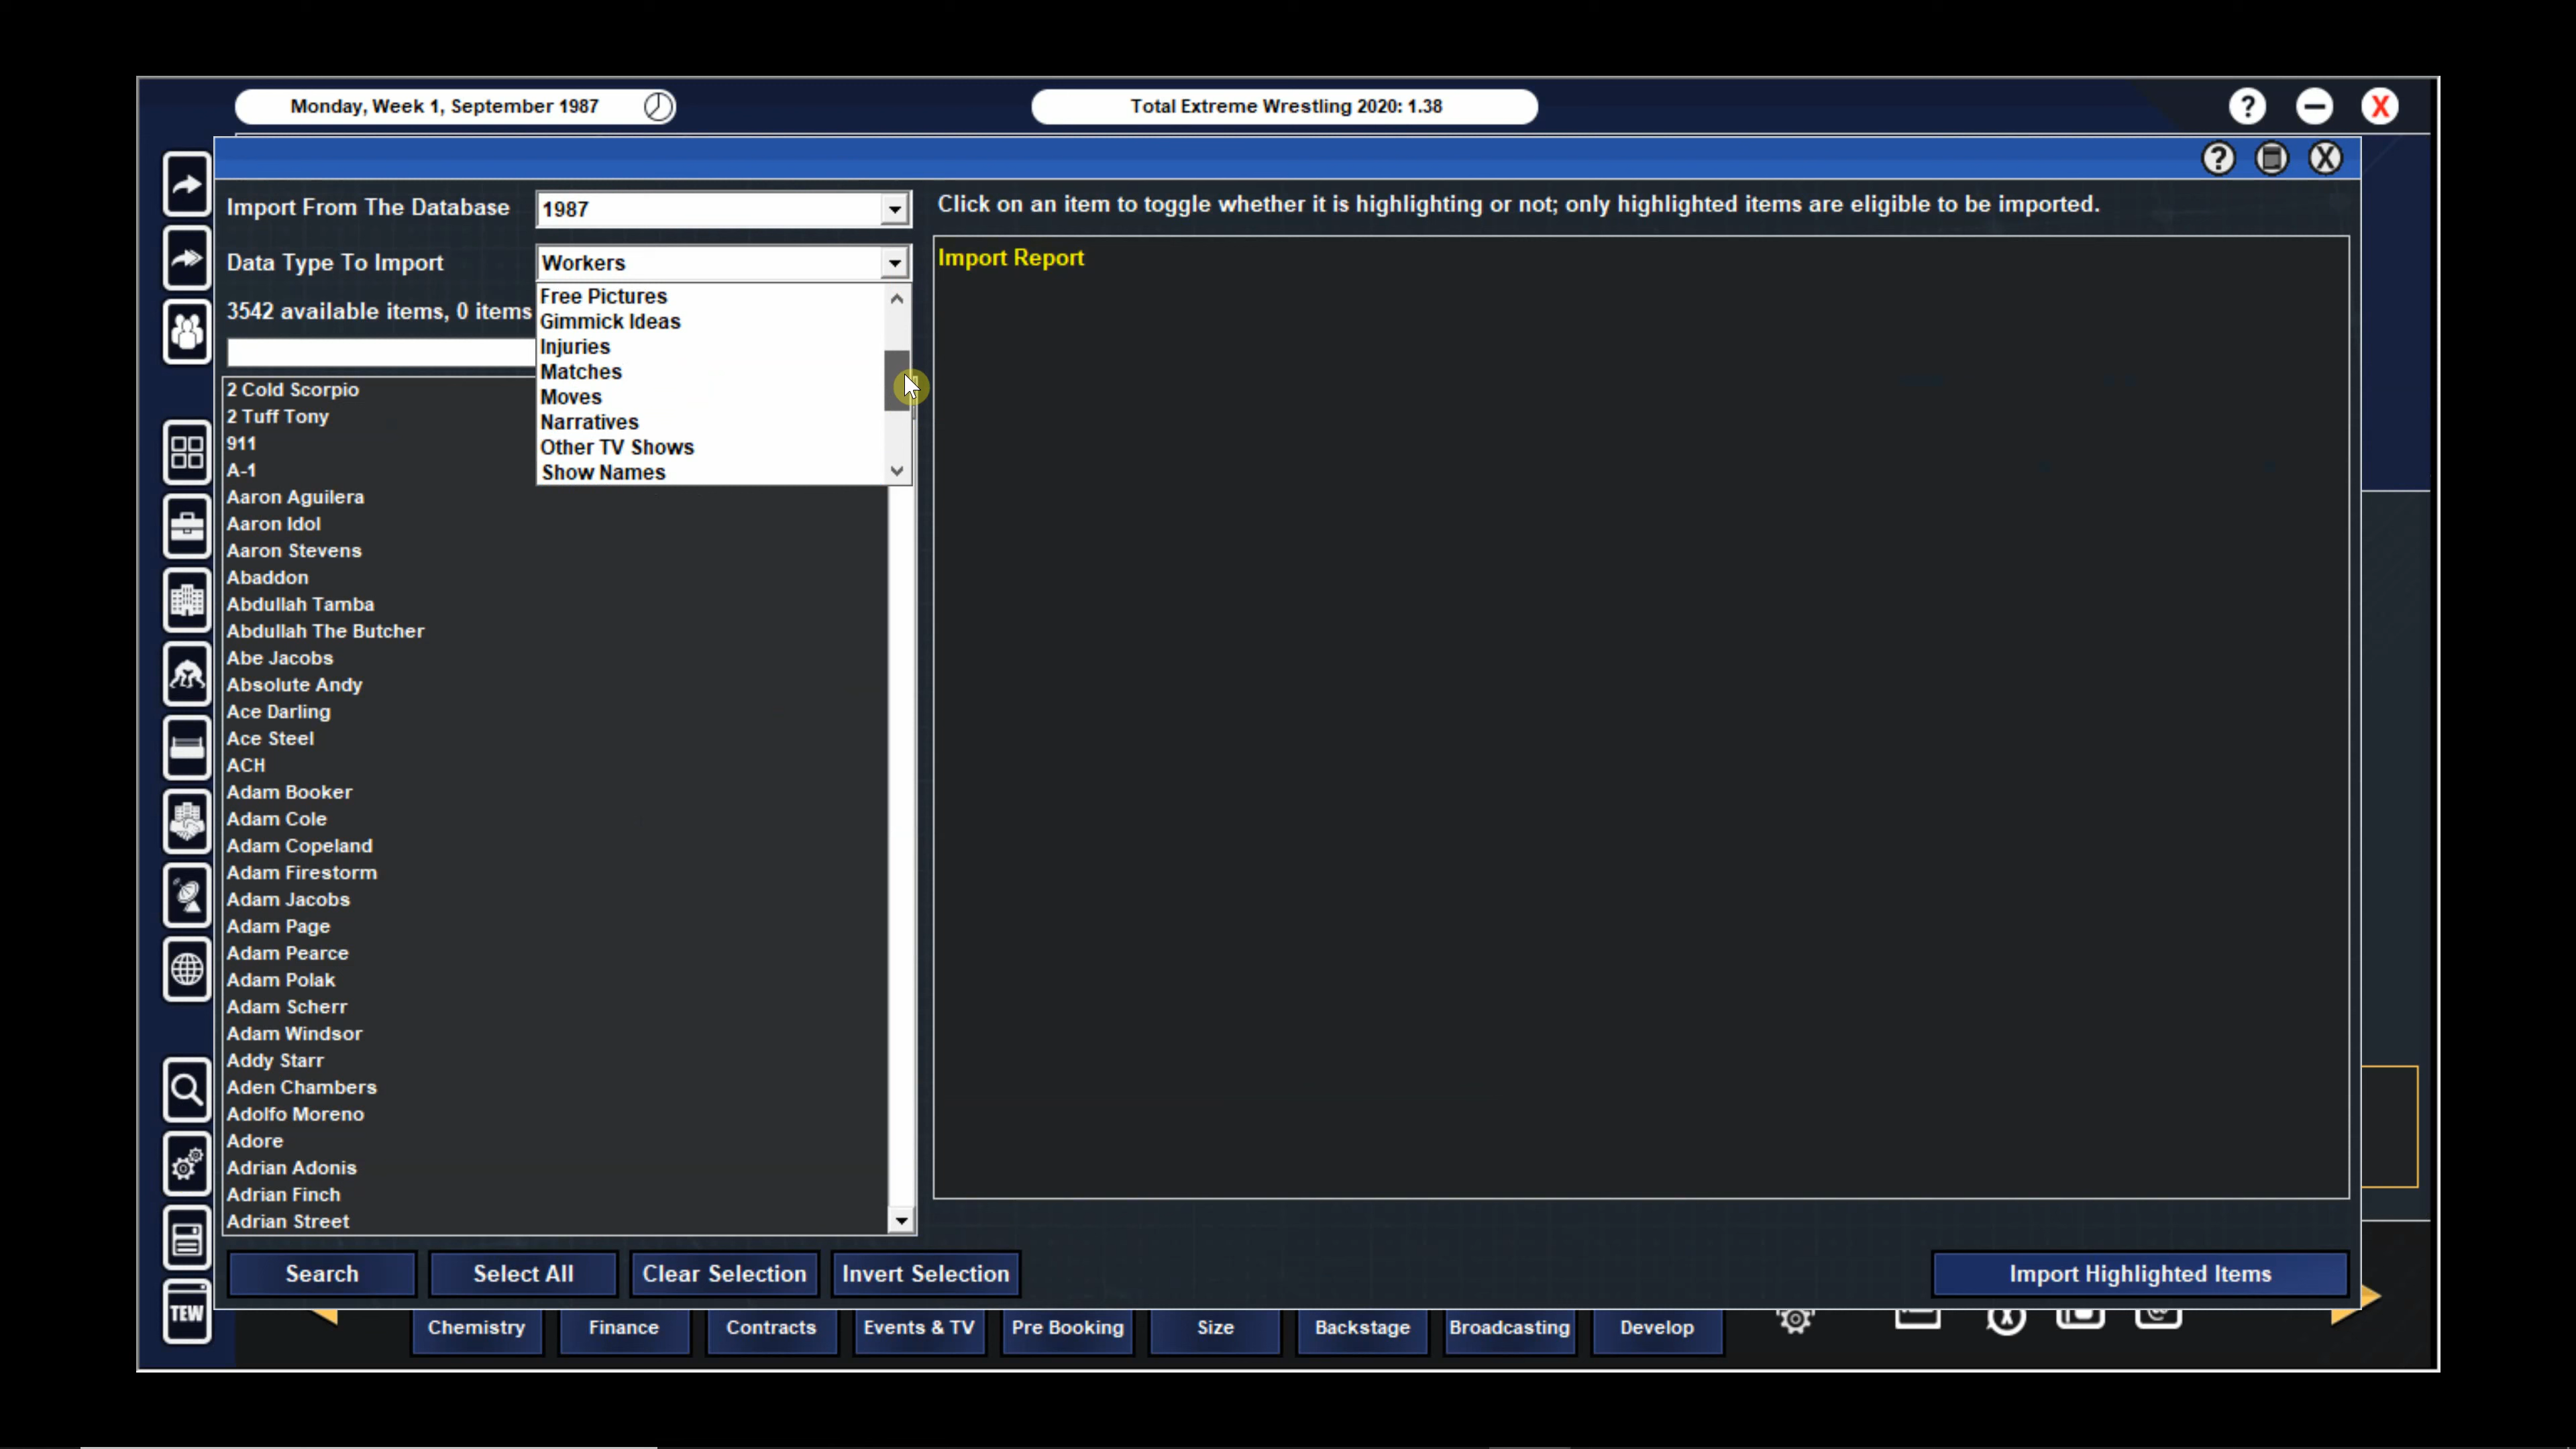 Monday, Week 1, September 1987
Total Extreme Wrestling 2020: 1.38
?
X
?
X
Import From The Database
1987
Click on an item to toggle whether it is highlighting or not; only highlighted items are eligible to be imported.
Data Type To Import
Workers
Import Report
3542 available items, 0 items
Free Pictures
Gimmick Ideas
Injuries
Matches
Moves
Narratives
Other TV Shows
Show Names
2 Cold Scorpio
2 Tuff Tony
911
A-1
Aaron Aguilera
Aaron Idol
Aaron Stevens
Abaddon
Abdullah Tamba
Abdullah The Butcher
Abe Jacobs
Absolute Andy
Ace Darling
Ace Steel
ACH
Adam Booker
Adam Cole
Adam Copeland
Adam Firestorm
Adam Jacobs
Adam Page
Adam Pearce
Adam Polak
Adam Scherr
Adam Windsor
Addy Starr
Aden Chambers
Adolfo Moreno
Adore
Adrian Adonis
Adrian Finch
Adrian Street
Search
Select All
Clear Selection
Invert Selection
Import Highlighted Items
TEW
Chemistry
Finance
Contracts
Events & TV
Pre Booking
Size
Backstage
Broadcasting
Develop